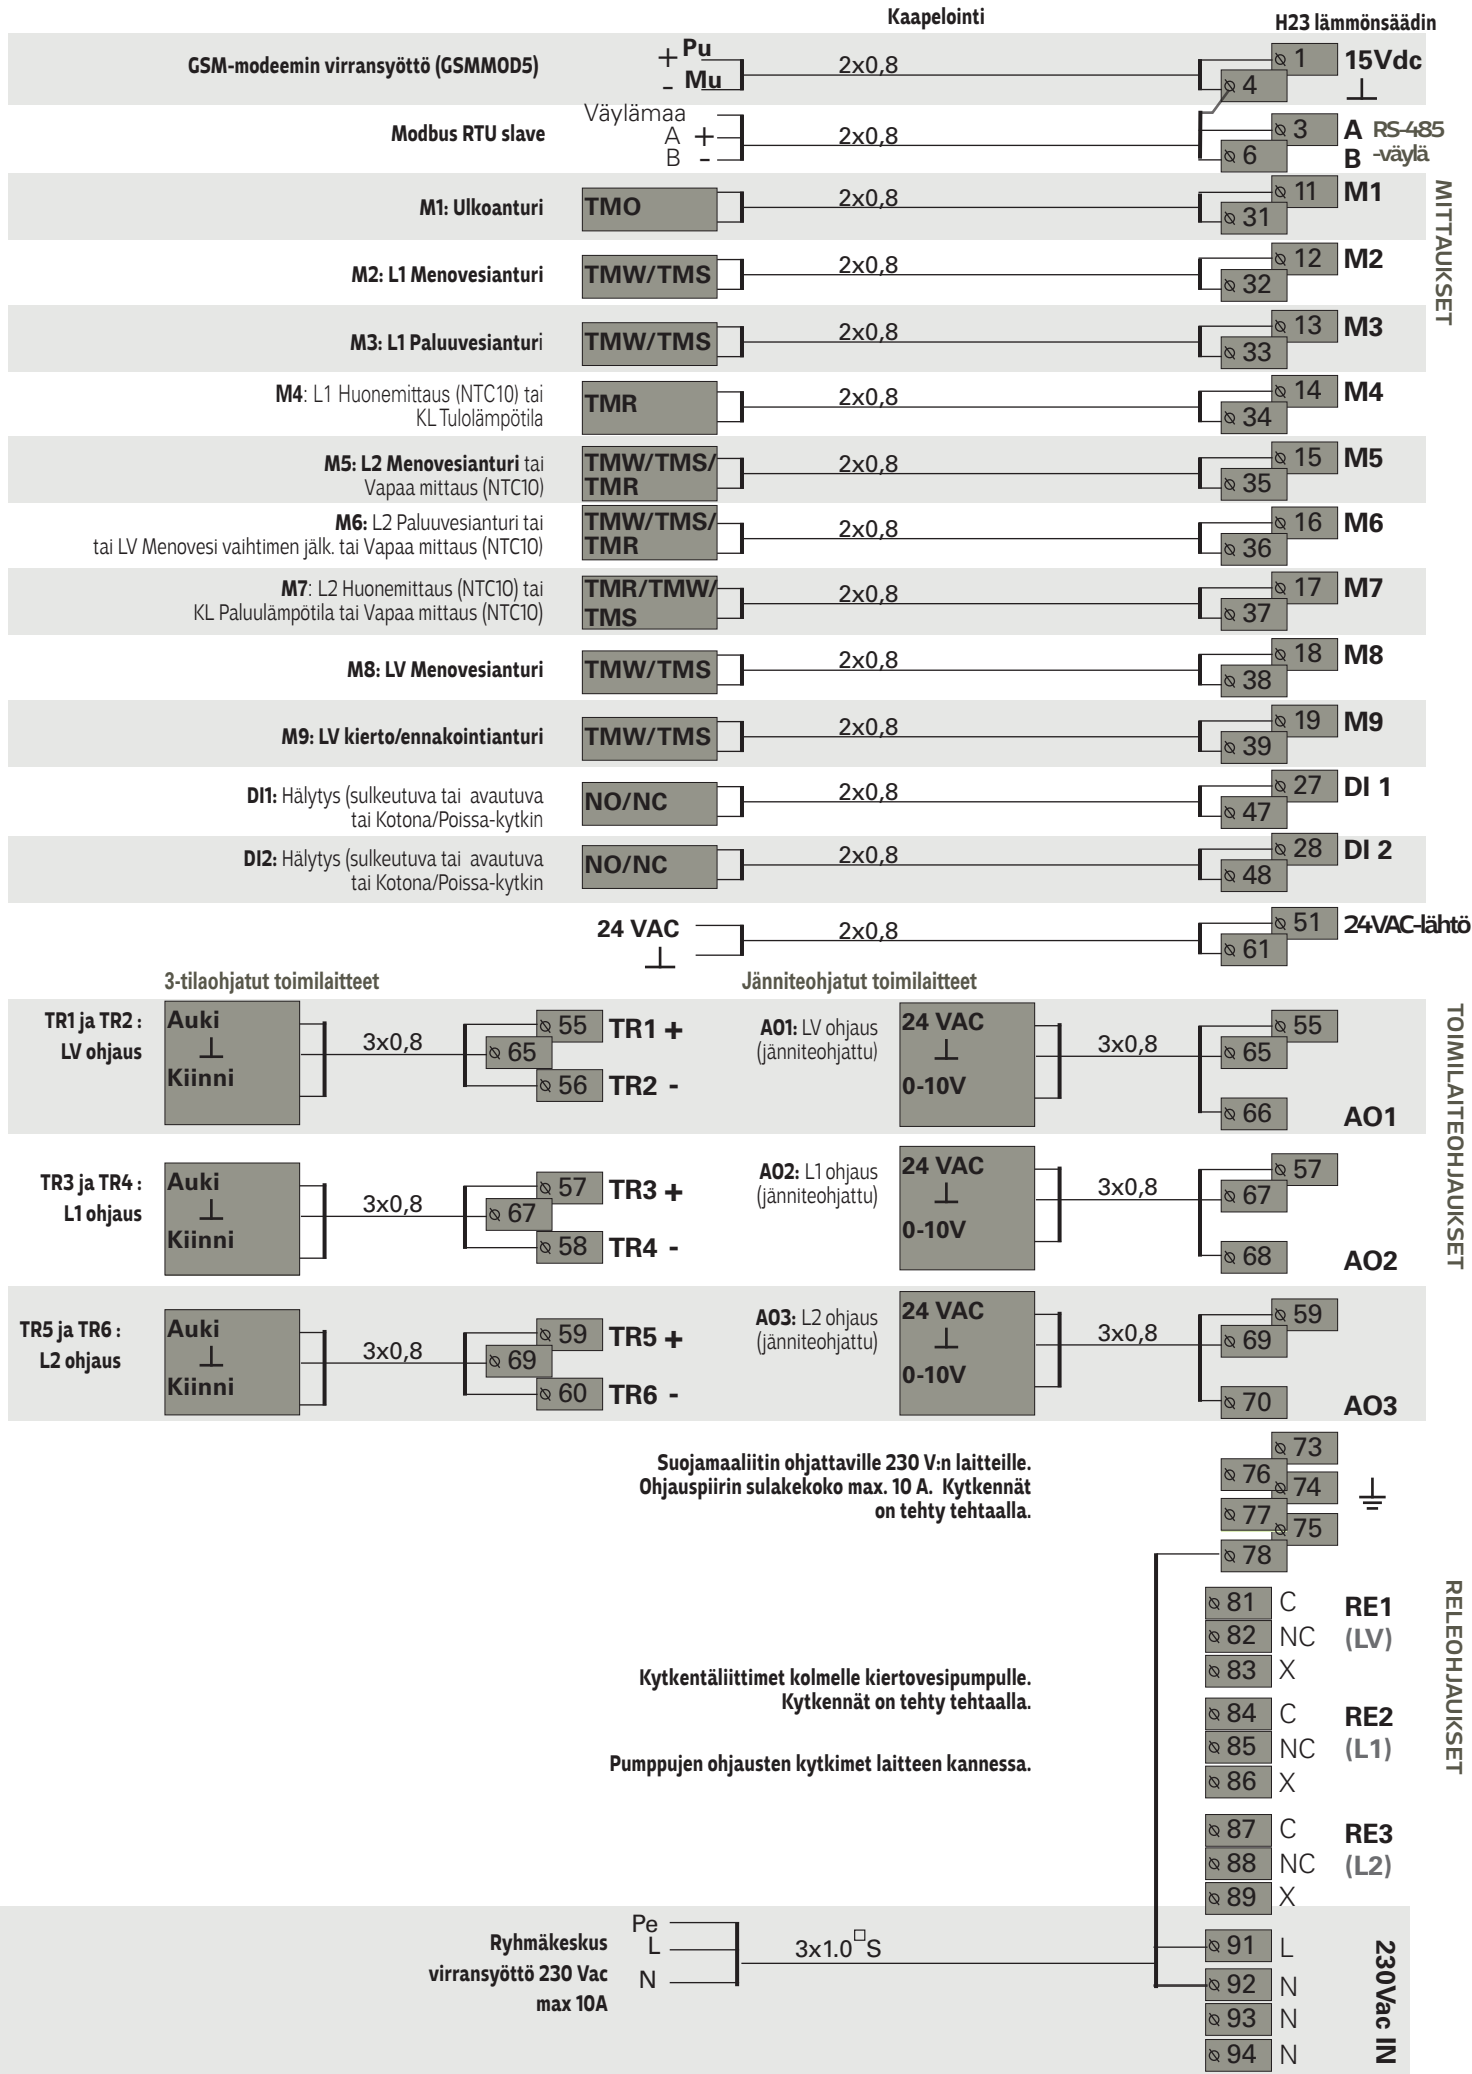 Kaapelointi
H23 lämmönsäädin
GSM-modeemin virransyöttö (GSMMOD5)
+ Pu
- Mu
2x0,8
1
15Vdc
4
Modbus RTU slave
Väylämaa
A +
B -
2x0,8
3
A RS-485
6
B -väylä
MITTAUKSET
M1: Ulkoanturi
TMO
2x0,8
11
M1
31
M2: L1 Menovesianturi
TMW/TMS
2x0,8
12
M2
32
M3: L1 Paluuvesianturi
TMW/TMS
2x0,8
13
M3
33
M4: L1 Huonemittaus (NTC10) tai
KL Tulolämpötila
TMR
2x0,8
14
M4
34
M5: L2 Menovesianturi tai
Vapaa mittaus (NTC10)
TMW/TMS/
TMR
2x0,8
15
M5
35
M6: L2 Paluuvesianturi tai
tai LV Menovesi vaihtimen jälk. tai Vapaa mittaus (NTC10)
TMW/TMS/
TMR
2x0,8
16
M6
36
M7: L2 Huonemittaus (NTC10) tai
KL Paluulämpötila tai Vapaa mittaus (NTC10)
TMR/TMW/
TMS
2x0,8
17
M7
37
M8: LV Menovesianturi
TMW/TMS
2x0,8
18
M8
38
M9: LV kierto/ennakointianturi
TMW/TMS
2x0,8
19
M9
39
DI1: Hälytys (sulkeutuva tai avautuva
tai Kotona/Poissa-kytkin
NO/NC
2x0,8
27
DI 1
47
DI2: Hälytys (sulkeutuva tai avautuva
tai Kotona/Poissa-kytkin
NO/NC
2x0,8
28
DI 2
48
24 VAC
2x0,8
51
24VAC-lähtö
61
3-tilaohjatut toimilaitteet
Jänniteohjatut toimilaitteet
TOIMILAITEOHJAUKSET
TR1 ja TR2 :
LV ohjaus
Auki
Kiinni
3x0,8
55
TR1 +
65
56
TR2 -
AO1: LV ohjaus
(jänniteohjattu)
24 VAC
0-10V
3x0,8
55
65
66
AO1
TR3 ja TR4 :
L1 ohjaus
Auki
Kiinni
3x0,8
57
TR3 +
67
58
TR4 -
AO2: L1 ohjaus
(jänniteohjattu)
24 VAC
0-10V
3x0,8
57
67
68
AO2
TR5 ja TR6 :
L2 ohjaus
Auki
Kiinni
3x0,8
59
TR5 +
69
60
TR6 -
AO3: L2 ohjaus
(jänniteohjattu)
24 VAC
0-10V
3x0,8
59
69
70
AO3
Suojamaaliitin ohjattaville 230 V:n laitteille.
Ohjauspiirin sulakekoko max. 10 A. Kytkennät
on tehty tehtaalla.
73
76
74
77
75
78
RELEOHJAUKSET
81 C
RE1
82 NC
(LV)
83 X
Kytkentäliittimet kolmelle kiertovesipumpulle.
Kytkennät on tehty tehtaalla.
84 C
RE2
85 NC
(L1)
86 X
Pumppujen ohjausten kytkimet laitteen kannessa.
87 C
RE3
88 NC
(L2)
89 X
Ryhmäkeskus
virransyöttö 230 Vac
max 10A
Pe
L
N
3x1.0□S
91 L
92 N
93 N
94 N
230Vac IN